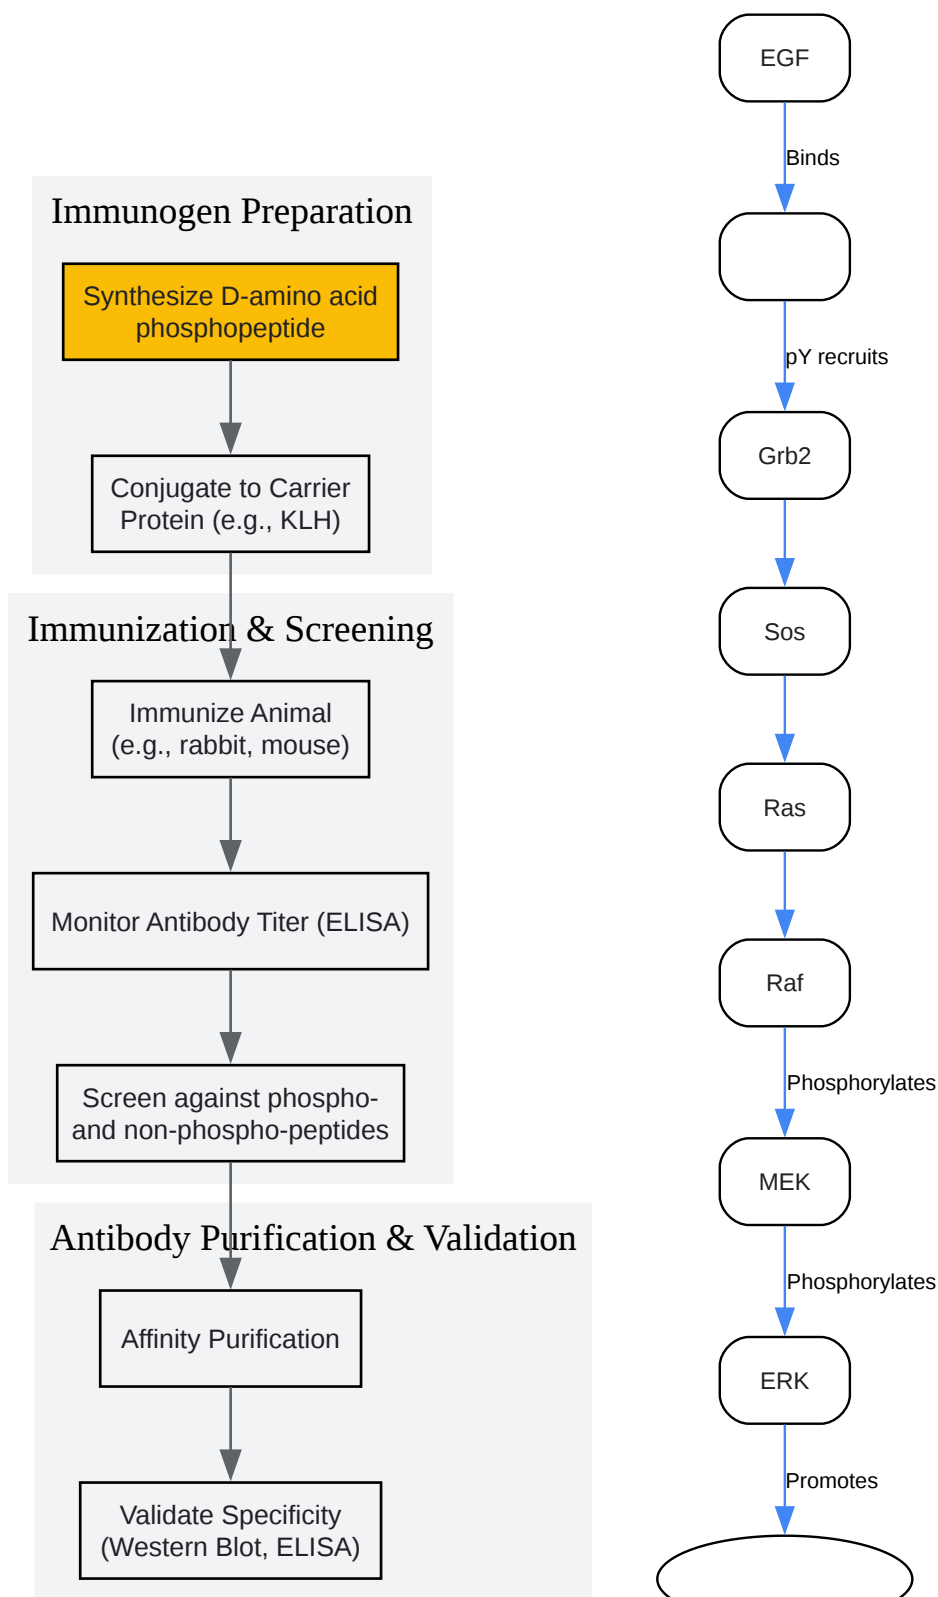 Immunogen Preparation
Synthesize D-amino acid
phosphopeptide
Conjugate to Carrier
Protein (e.g., KLH)
Immunization & Screening
Immunize Animal
(e.g., rabbit, mouse)
Monitor Antibody Titer (ELISA)
Screen against phospho-
and non-phospho-peptides
Antibody Purification & Validation
Affinity Purification
Validate Specificity
(Western Blot, ELISA)
EGF
Binds
pY recruits
Grb2
Sos
Ras
Raf
Phosphorylates
MEK
Phosphorylates
ERK
Promotes